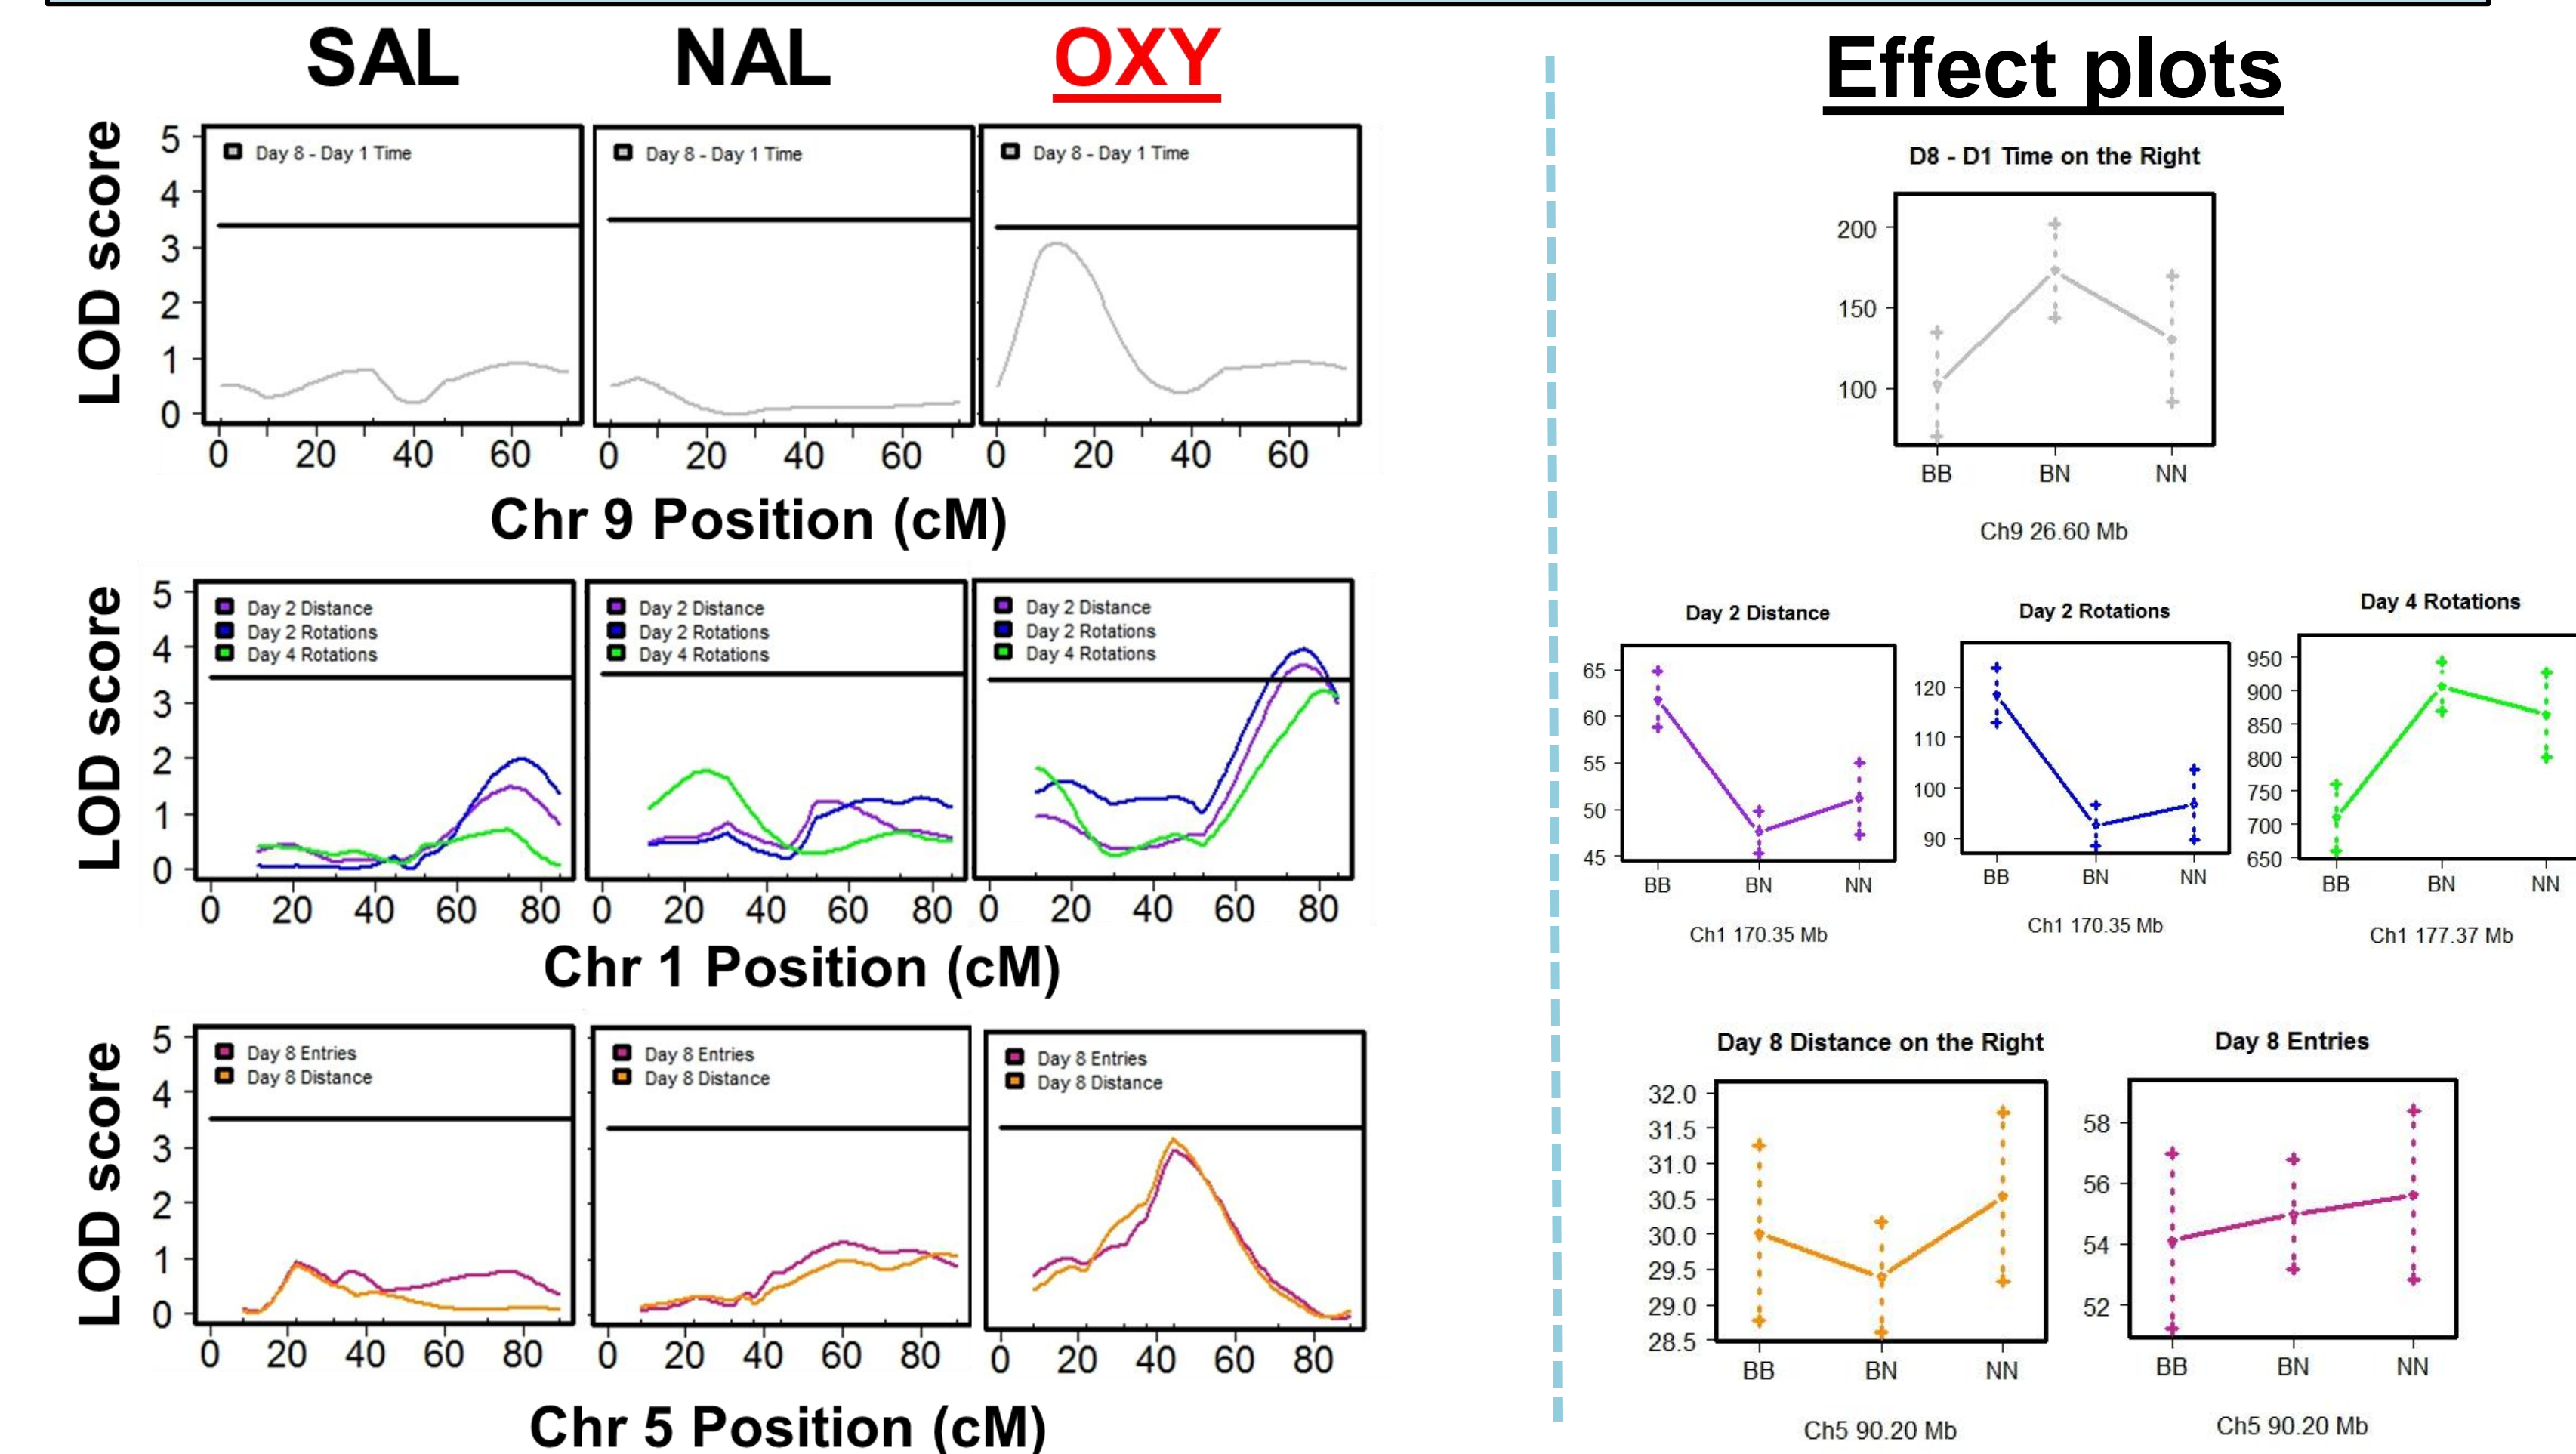 SAL NAL OXY
Effect plots
LOD score
5 4 3 2 1 0
Day 8 - Day 1 Time
Day 8 - Day 1 Time
Day 8 - Day 1 Time
0 20 40 60
0 20 40 60
0 20 40 60
Chr 9 Position (cM)
D8 - D1 Time on the Right
200
150
100
BB BN NN
Ch9 26.60 Mb
LOD score
5 4 3 2 1 0
Day 2 Distance
Day 2 Rotations
Day 4 Rotations
Day 2 Distance
Day 2 Rotations
Day 4 Rotations
Day 2 Distance
Day 2 Rotations
Day 4 Rotations
0 20 40 60 80
0 20 40 60 80
0 20 40 60 80
Chr 1 Position (cM)
Day 2 Distance
65
60
55
50
45
BB BN NN
Ch1 170.35 Mb
Day 2 Rotations
120
110
100
90
BB BN NN
Ch1 170.35 Mb
Day 4 Rotations
950
900
850
800
750
700
650
BB BN NN
Ch1 177.37 Mb
LOD score
5 4 3 2 1 0
Day 8 Entries
Day 8 Distance
Day 8 Entries
Day 8 Distance
Day 8 Entries
Day 8 Distance
0 20 40 60 80
0 20 40 60 80
0 20 40 60 80
Chr 5 Position (cM)
Day 8 Distance on the Right
32.0
31.5
31.0
30.5
30.0
29.5
29.0
28.5
BB BN NN
Ch5 90.20 Mb
Day 8 Entries
58
56
54
52
BB BN NN
Ch5 90.20 Mb